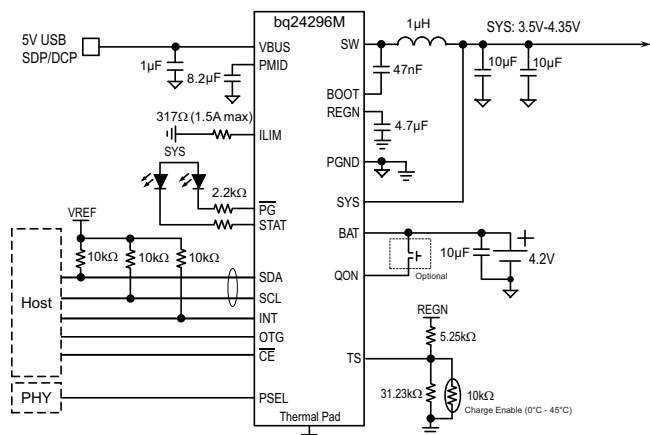 bq24296M
5V USB
SDP/DCP
1µF
8.2µF
VBUS
PMID
317Ω (1.5A max)
ILIM
SYS
2.2kΩ
PG
STAT
VREF
10kΩ
10kΩ
10kΩ
Host
SDA
SCL
INT
OTG
CE
PHY
PSEL
Thermal Pad
SW
1µH
SYS: 3.5V-4.35V
10µF
10µF
47nF
BOOT
REGN
4.7µF
PGND
SYS
BAT
QON
Optional
10µF
4.2V
REGN
5.25kΩ
TS
31.23kΩ
10kΩ
Charge Enable (0°C - 45°C)